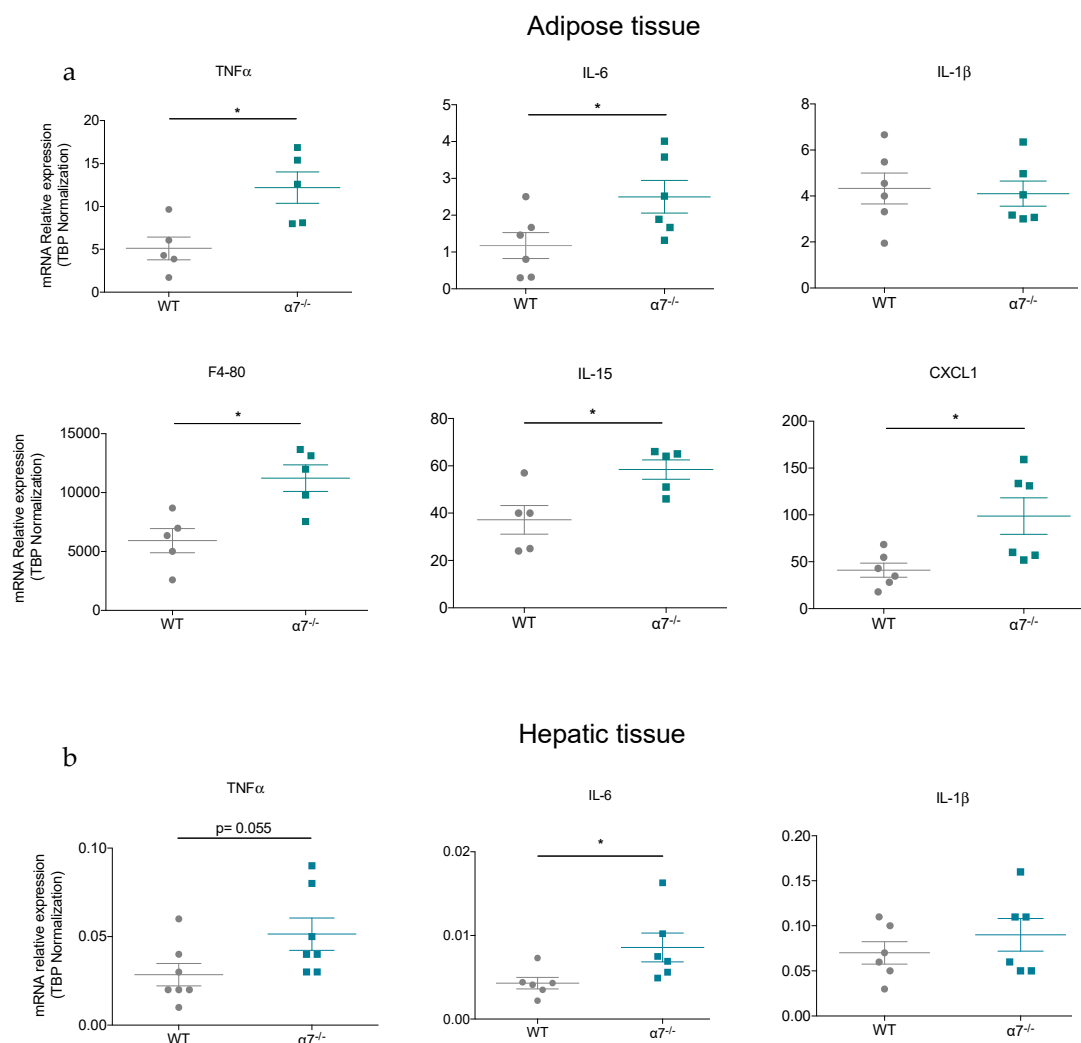 Adipose tissue
a
TNFα
IL-6
IL-1β
mRNA Relative expression
(TBP Normalization)
*
20
15
10
5
0
WT
α7-/-
*
5
4
3
2
1
0
WT
α7-/-
8
6
4
2
0
WT
α7-/-
F4-80
IL-15
CXCL1
mRNA Relative expression
(TBP Normalization)
*
15000
10000
5000
0
WT
α7-/-
*
80
60
40
20
0
WT
α7-/-
*
200
150
100
50
0
WT
α7-/-
Hepatic tissue
b
TNFα
IL-6
IL-1β
mRNA relative expression
(TBP Normalization)
p= 0.055
0.10
0.05
0.00
WT
α7-/-
*
0.02
0.01
0.00
WT
α7-/-
0.20
0.15
0.10
0.05
0.00
WT
α7-/-